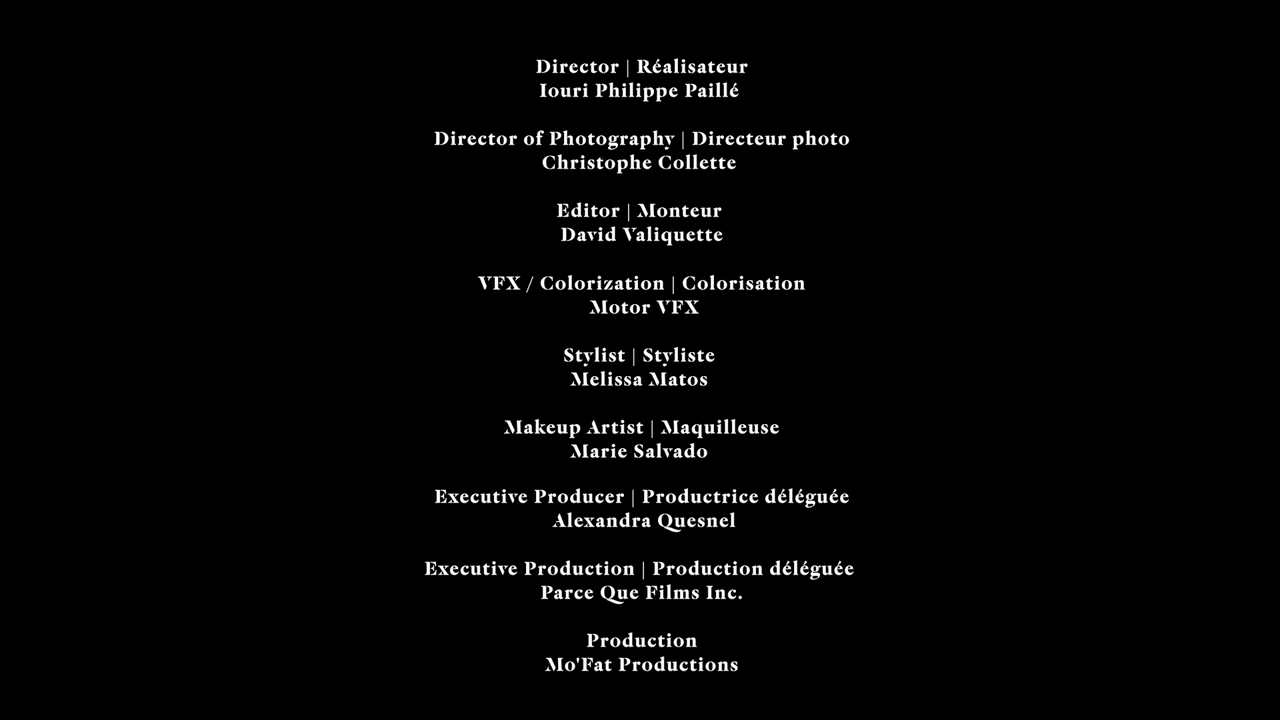 Director | Réalisateur
Iouri Philippe Paillé
Director of Photography | Directeur photo
Christophe Collette
Editor | Monteur
David Valiquette
VFX / Colorization | Colorisation
Motor VFX
Stylist | Styliste
Melissa Matos
Makeup Artist | Maquilleuse
Marie Salvado
Executive Producer | Productrice déléguée
Alexandra Quesnel
Executive Production | Production déléguée
Parce Que Films Inc.
Production
Mo'Fat Productions